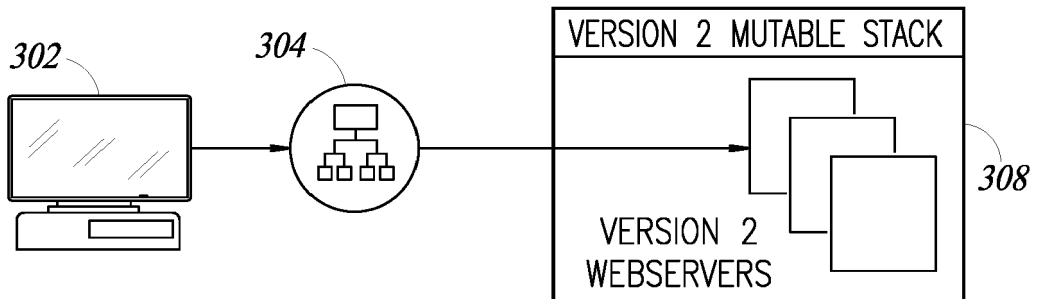 302
304
VERSION 2 MUTABLE STACK
308
VERSION 2
WEBSERVERS